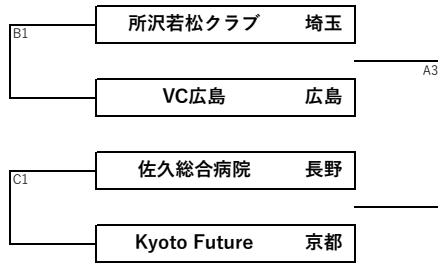 所沢若松クラブ 埼玉
B1
A3
VC広島 広島
佐久総合病院 長野
C1
Kyoto Future 京都